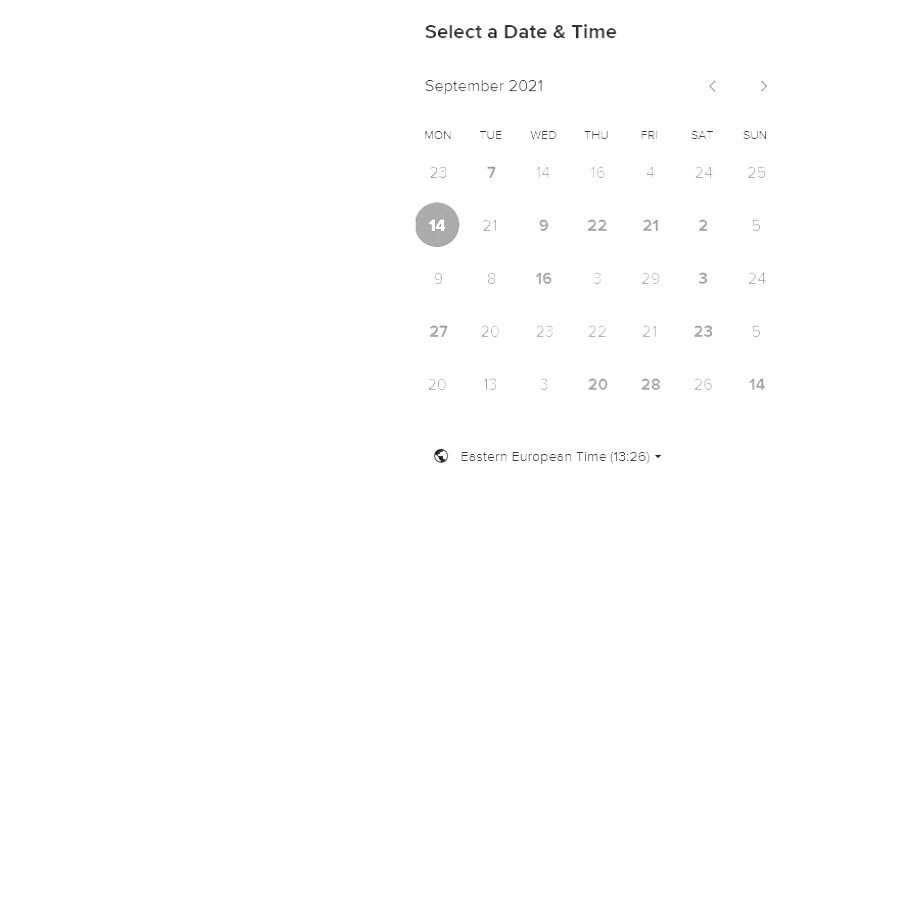 Select a Date & Time
September 2021
MON TUE WED THU FRI SAT SUN
23 7 14 16 4 24 25
14 21 9 22 21 2 5
9 8 16 3 29 3 24
27 20 23 22 21 23 5
20 13 3 20 28 26 14
Eastern European Time (13:26)